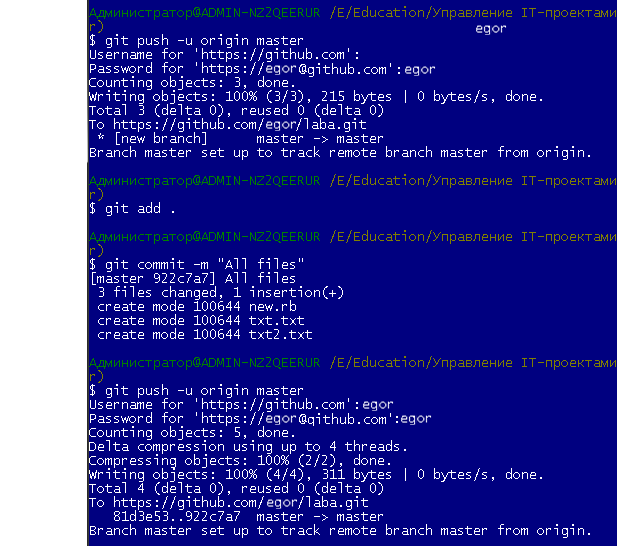 Администратор@ADMIN-NZ2QEERUR /E/Education/Управление IT-проектами
r)
egor
$ git push -u origin master
Username for 'https://github.com':
Password for 'https://egor@github.com':egor
Counting objects: 3, done.
Writing objects: 100% (3/3), 215 bytes | 0 bytes/s, done.
Total 3 (delta 0), reused 0 (delta 0)
To https://github.com/egor/laba.git
* [new branch] master -> master
Branch master set up to track remote branch master from origin.
Администратор@ADMIN-NZ2QEERUR /E/Education/Управление IT-проектами
r)
$ git add .
Администратор@ADMIN-NZ2QEERUR /E/Education/Управление IT-проектами
r)
$ git commit -m "All files"
[master 922c7a7] All files
3 files changed, 1 insertion(+)
create mode 100644 new.rb
create mode 100644 txt.txt
create mode 100644 txt2.txt
Администратор@ADMIN-NZ2QEERUR /E/Education/Управление IT-проектами
r)
$ git push -u origin master
Username for 'https://github.com':egor
Password for 'https://egor@github.com':egor
Counting objects: 5, done.
Delta compression using up to 4 threads.
Compressing objects: 100% (2/2), done.
Writing objects: 100% (4/4), 311 bytes | 0 bytes/s, done.
Total 4 (delta 0), reused 0 (delta 0)
To https://github.com/egor/laba.git
81d3e53..922c7a7 master -> master
Branch master set up to track remote branch master from origin.